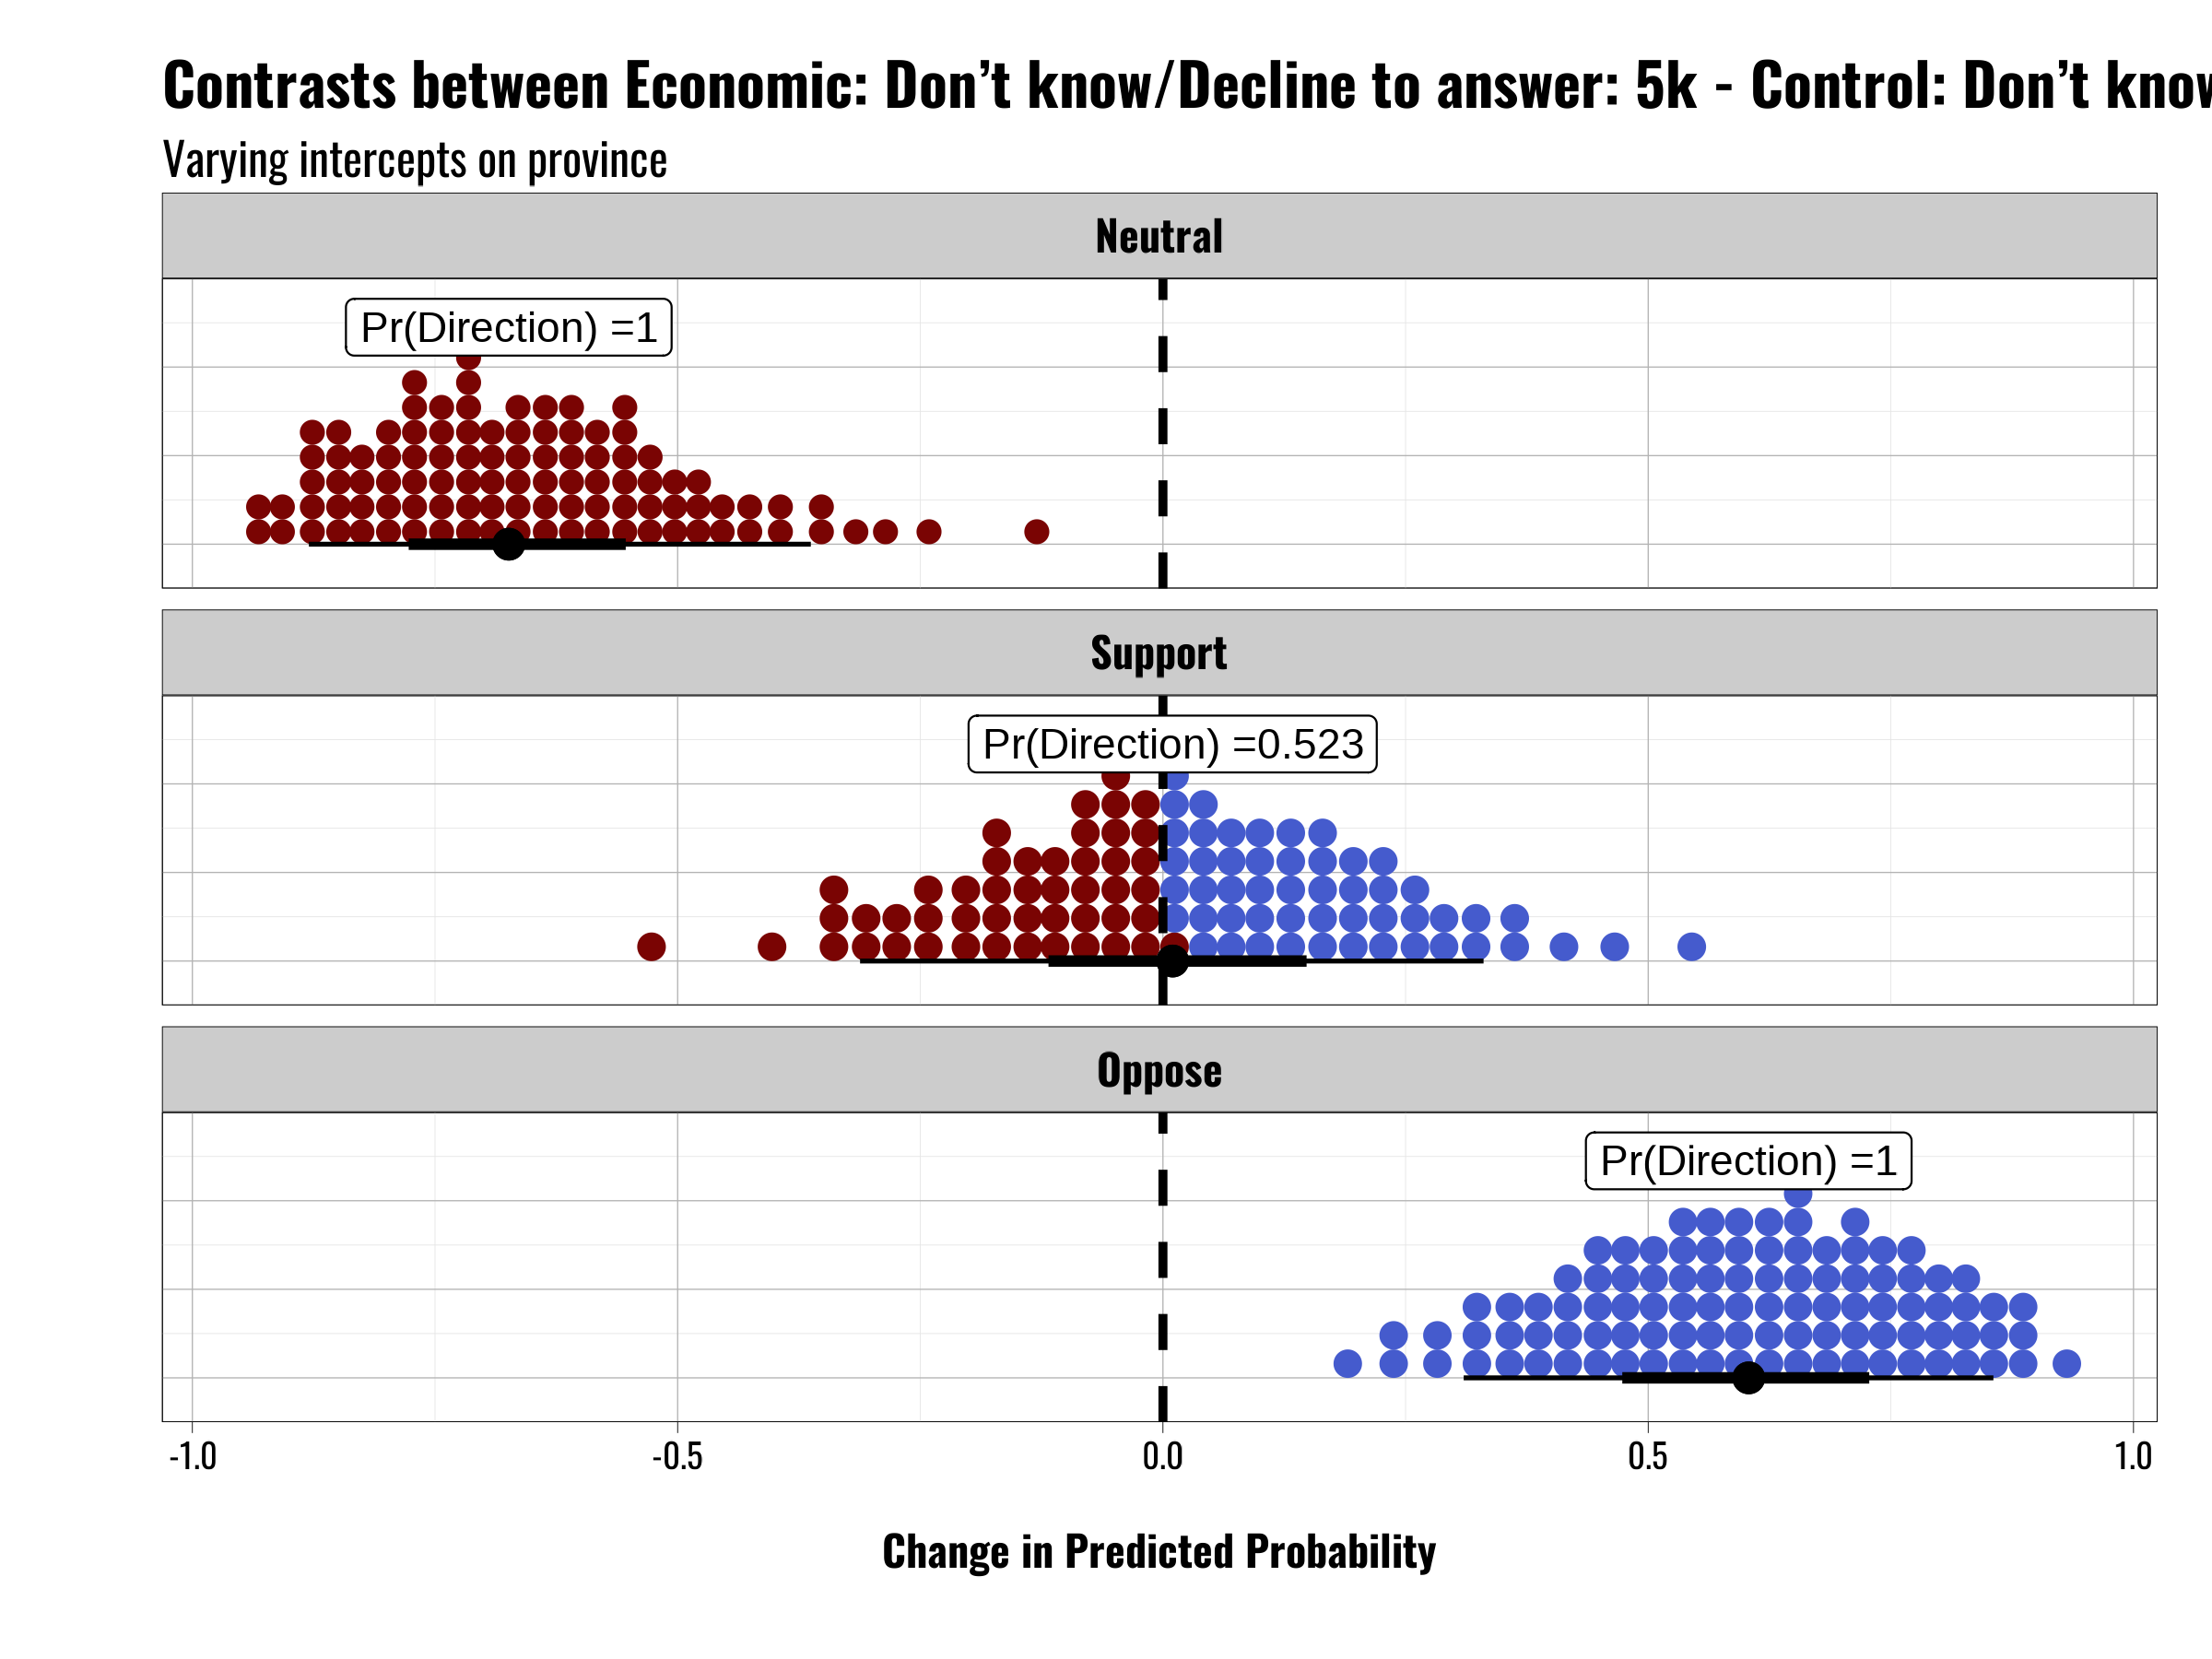 Contrasts between Economic: Don’t know/Decline to answer: 5k - Control: Don’t
Varying intercepts on province
Neutral
Pr(Direction) =1
Support
Pr(Direction) =0.523
Oppose
Pr(Direction) =1
-1.0 -0.5 0.0 0.5 1.0
Change in Predicted Probability